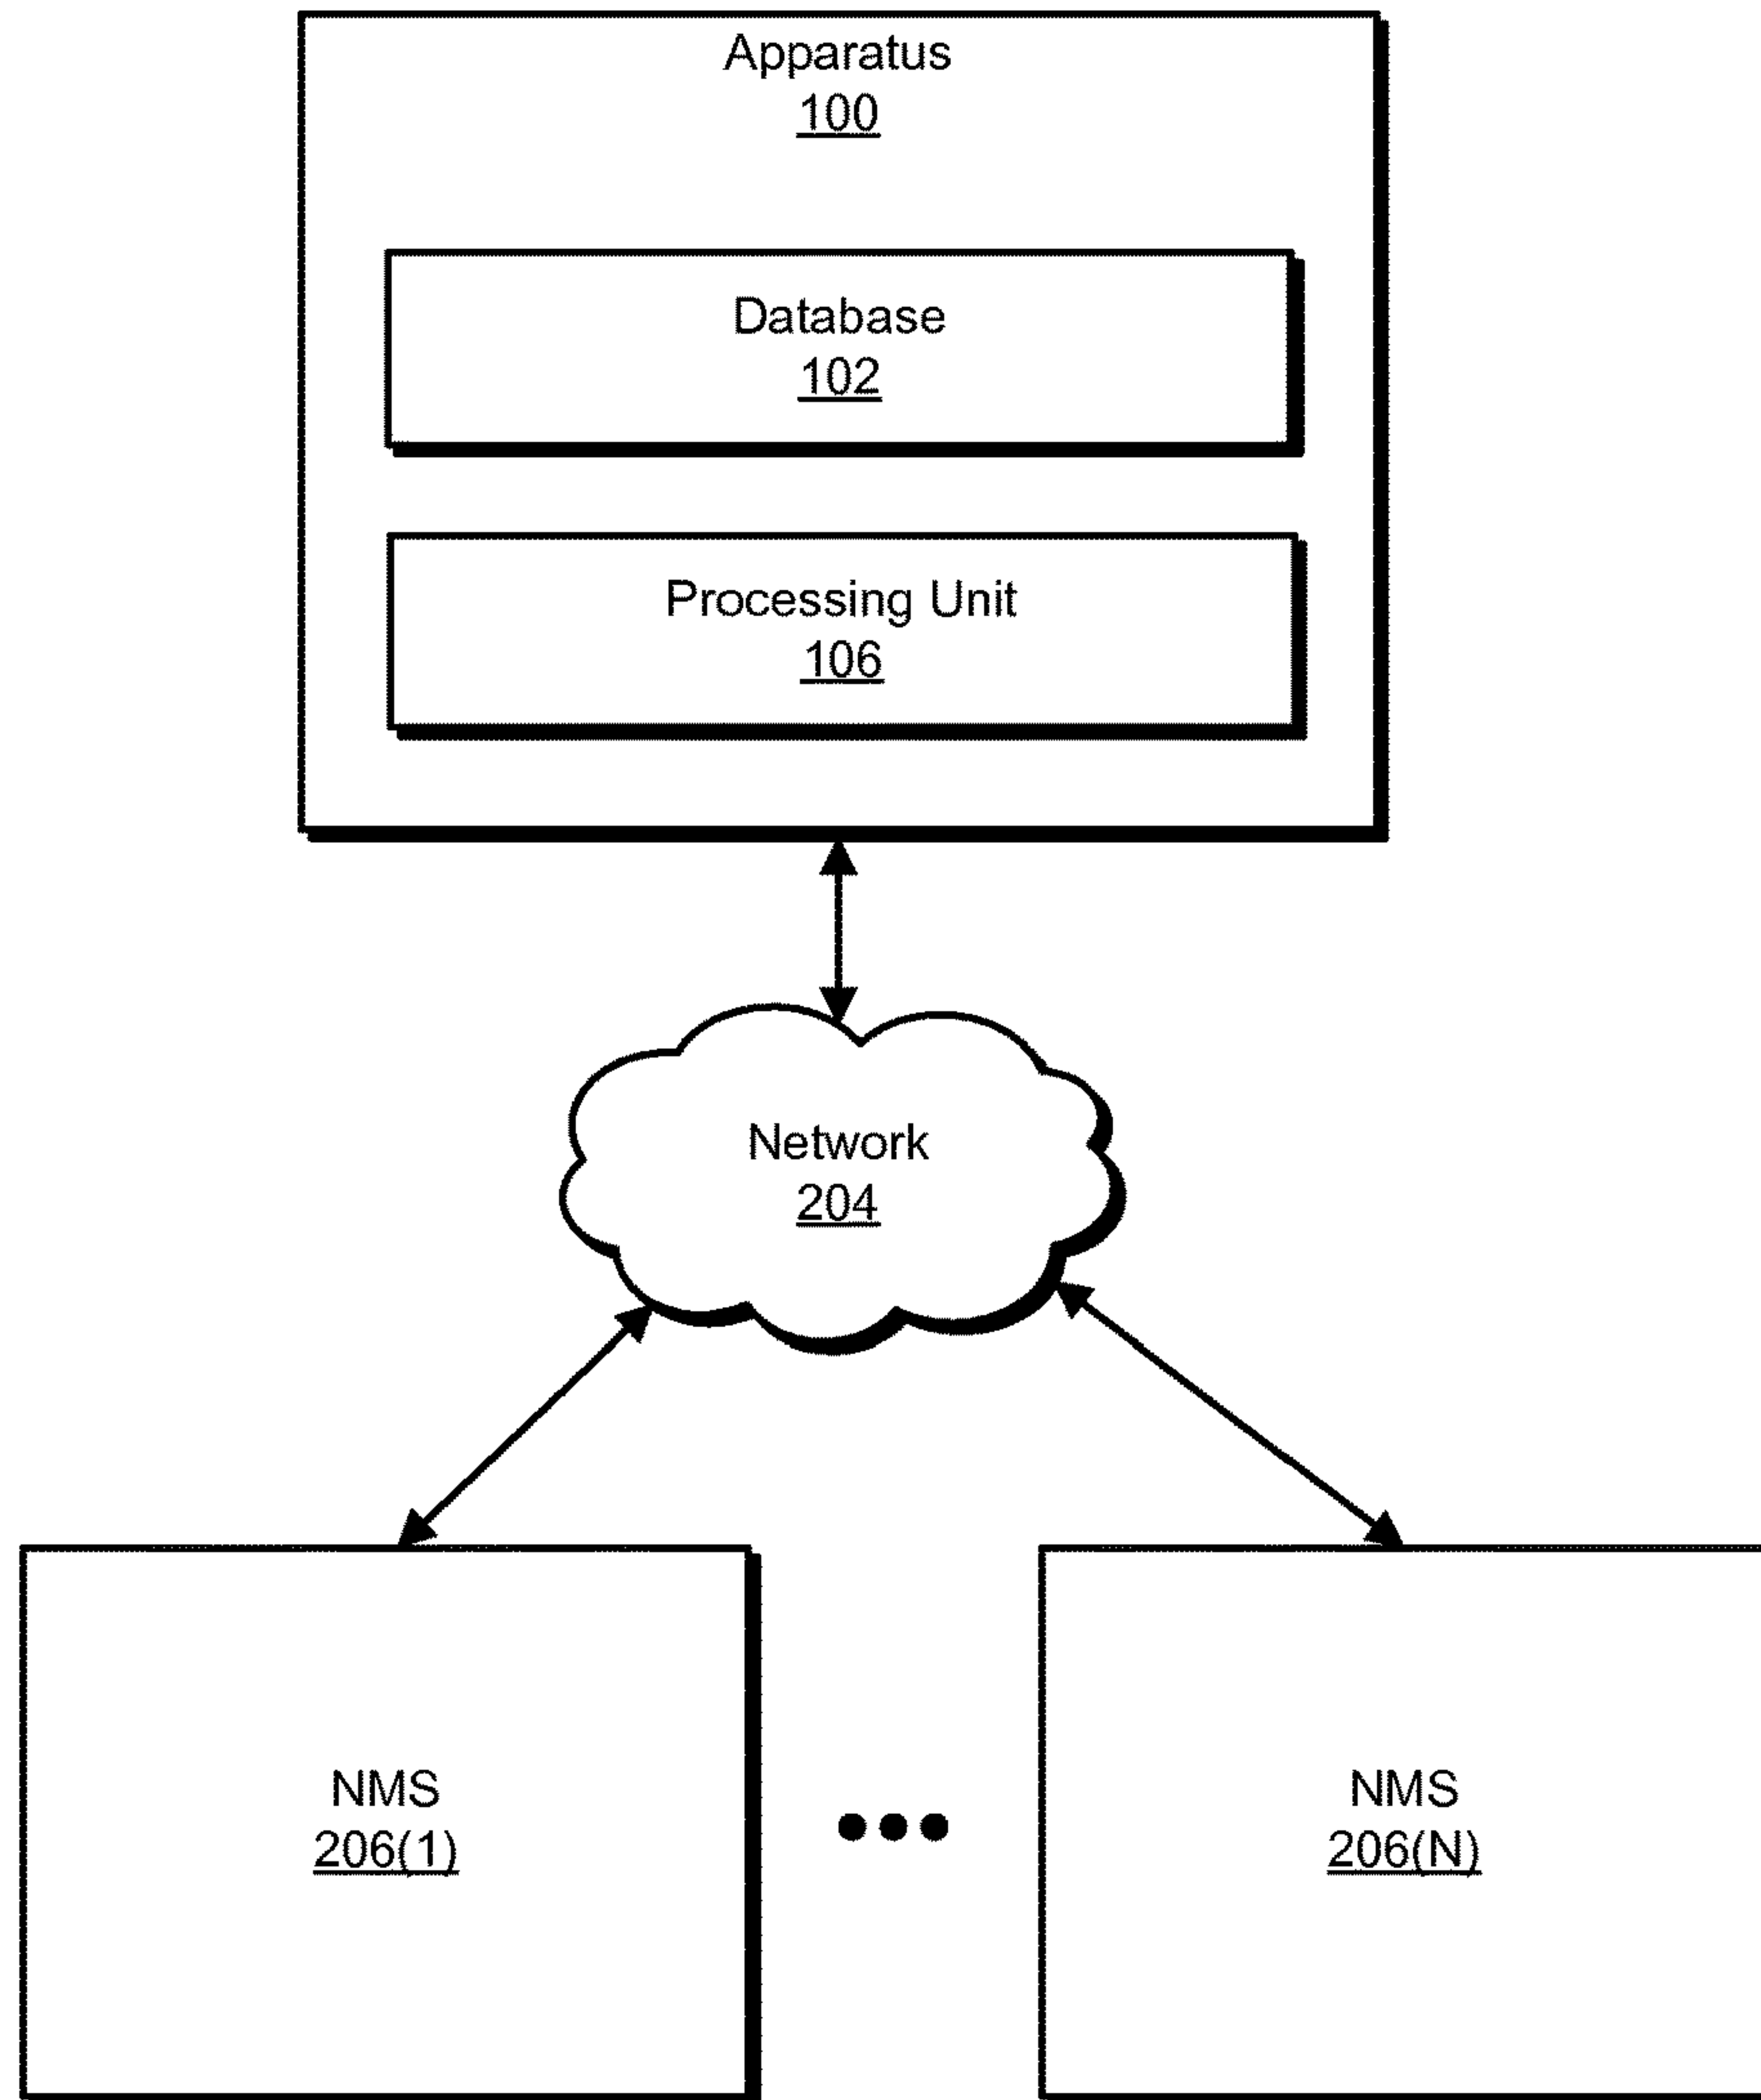 Apparatus
100
Database
102
Processing Unit
106
Network
204
NMS
206(1)
NMS
206(N)